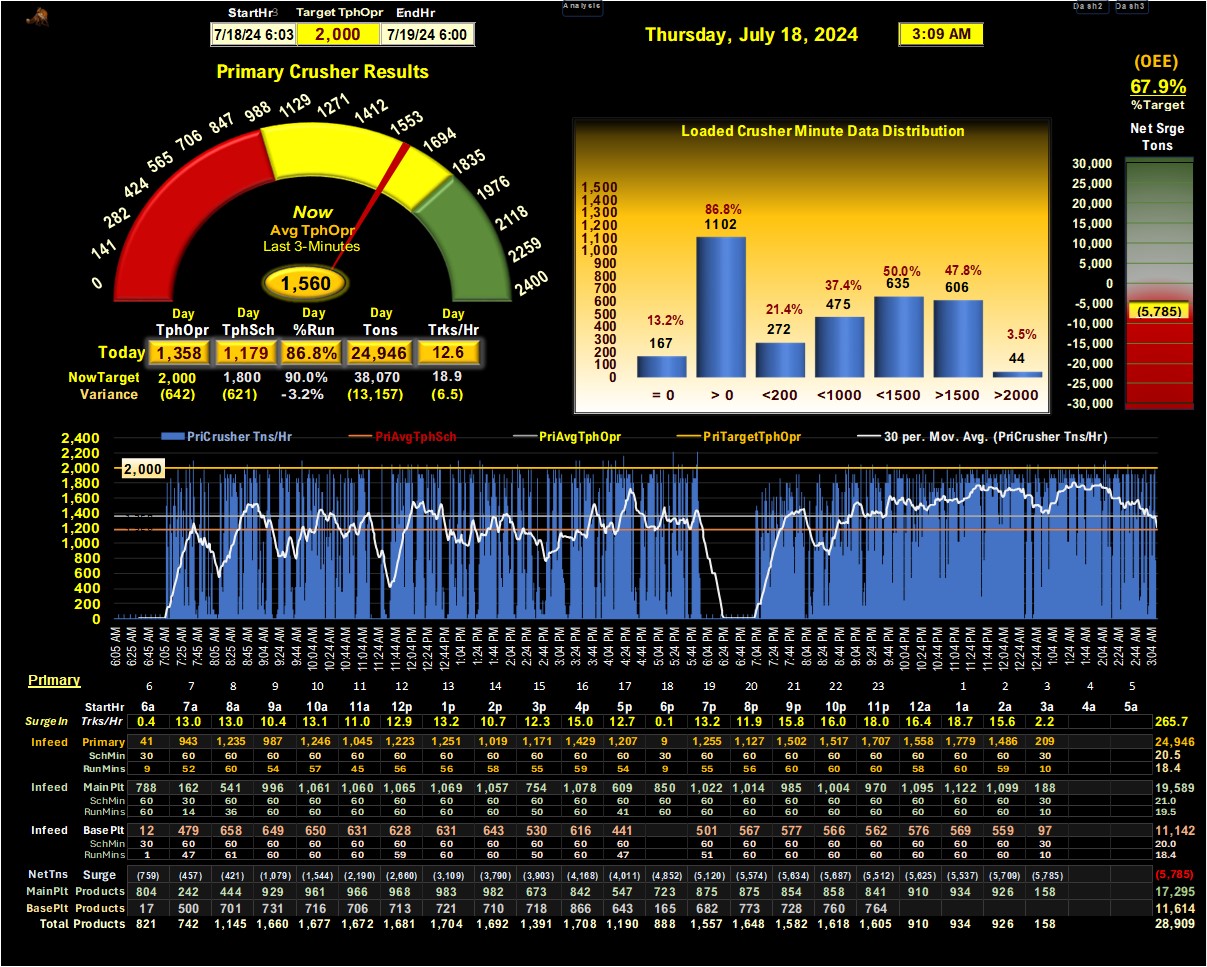 Analysis
Dash2 Dash3
StartHr3 Target TphOpr EndHr
7/18/24 6:03 2,000 7/19/24 6:00
Thursday, July 18, 2024 3:09 AM
(OEE)
67.9%
%Target
Net Srge
Tons
30,000
25,000
20,000
15,000
10,000
5,000
0
-5,000
(5,785)
-10,000
-15,000
-20,000
-25,000
-30,000
Primary Crusher Results
0 141 282 424 565 706 847 988 1129 1271 1412 1553 1694 1835 1976 2118 2259 2400
Now
Avg TphOpr
Last 3-Minutes
1,560
Day Day Day Day Day
TphOpr TphSch %Run Tons Trks/Hr
Today 1,358 1,179 86.8% 24,946 12.6
NowTarget 2,000 1,800 90.0% 38,070 18.9
Variance (642) (621) -3.2% (13,157) (6.5)
Loaded Crusher Minute Data Distribution
1,500
1,400
1,300
1,200
1,100
1,000
900
800
700
600
500
400
300
200
100
0
13.2% 86.8% 21.4% 37.4% 50.0% 47.8% 3.5%
167 1102 272 475 635 606 44
= 0 > 0 <200 <1000 <1500 >1500 >2000
PriCrusher Tns/Hr PriAvgTphSch PriAvgTphOpr PriTargetTphOpr 30 per. Mov. Avg. (PriCrusher Tns/Hr)
2,400
2,200
2,000
1,800
1,600
1,400
1,200
1,000
800
600
400
200
0
2,000
6:05 AM 6:25 AM 6:45 AM 7:05 AM 7:25 AM 7:45 AM 8:05 AM 8:25 AM 8:45 AM 9:04 AM 9:24 AM 9:44 AM 10:04 AM 10:24 AM 10:44 AM 11:04 AM 11:24 AM 11:44 AM 12:04 PM 12:24 PM 12:44 PM 1:04 PM 1:24 PM 1:44 PM 2:04 PM 2:24 PM 2:44 PM 3:04 PM 3:24 PM 3:44 PM 4:04 PM 4:24 PM 4:44 PM 5:04 PM 5:24 PM 5:44 PM 6:04 PM 6:24 PM 6:44 PM 7:04 PM 7:24 PM 7:44 PM 8:04 PM 8:24 PM 8:44 PM 9:04 PM 9:24 PM 9:44 PM 10:04 PM 10:24 PM 10:44 PM 11:04 PM 11:24 PM 11:44 PM 12:04 AM 12:24 AM 12:44 AM 1:04 AM 1:24 AM 1:44 AM 2:04 AM 2:24 AM 2:44 AM 3:04 AM
Primary
6 7 8 9 10 11 12 13 14 15 16 17 18 19 20 21 22 23 1 2 3 4 5
StartHr 6a 7a 8a 9a 10a 11a 12p 1p 2p 3p 4p 5p 6p 7p 8p 9p 10p 11p 12a 1a 2a 3a 4a 5a
SurgeIn Trks/Hr 0.4 13.0 13.0 10.4 13.1 11.0 12.9 13.2 10.7 12.3 15.0 12.7 0.1 13.2 11.9 15.8 16.0 18.0 16.4 18.7 15.6 2.2 265.7
Infeed Primary 41 943 1,235 987 1,246 1,045 1,223 1,251 1,019 1,171 1,429 1,207 9 1,255 1,127 1,502 1,517 1,707 1,558 1,779 1,486 209 24,946
SchMin 30 60 60 60 60 60 60 60 60 60 60 60 30 60 60 60 60 60 60 60 60 30 20.5
RunMins 9 52 60 54 57 45 56 56 58 55 59 54 9 55 56 60 60 60 58 60 59 10 18.4
Infeed MainPlt 788 162 541 996 1,061 1,060 1,065 1,069 1,057 754 1,078 609 850 1,022 1,014 985 1,004 970 1,095 1,122 1,099 188 19,589
SchMin 60 30 60 60 60 60 60 60 60 60 60 60 60 60 60 60 60 60 60 60 60 30 21.0
RunMins 60 14 36 60 60 60 60 60 60 50 60 41 60 60 60 60 60 60 60 60 60 10 19.5
Infeed BasePlt 12 479 658 649 650 631 628 631 643 530 616 441 501 567 577 566 562 576 569 559 97 11,142
SchMin 30 60 60 60 60 60 60 60 60 60 60 60 60 60 60 60 60 60 60 60 30 20.0
RunMins 1 47 61 60 60 60 59 60 60 50 60 47 51 60 60 60 60 60 60 60 10 18.4
NetTns Surge (759) (457) (421) (1,079) (1,544) (2,190) (2,660) (3,109) (3,790) (3,903) (4,168) (4,011) (4,852) (5,120) (5,574) (5,634) (5,687) (5,512) (5,625) (5,537) (5,709) (5,785) (5,785)
MainPlt Products 804 242 444 929 961 966 968 983 982 673 842 547 723 875 875 854 858 841 910 934 926 158 17,295
BasePlt Products 17 500 701 731 716 706 713 721 710 718 866 643 165 682 773 728 760 764 11,614
Total Products 821 742 1,145 1,660 1,677 1,672 1,681 1,704 1,692 1,391 1,708 1,190 888 1,557 1,648 1,582 1,618 1,605 910 934 926 158 28,909